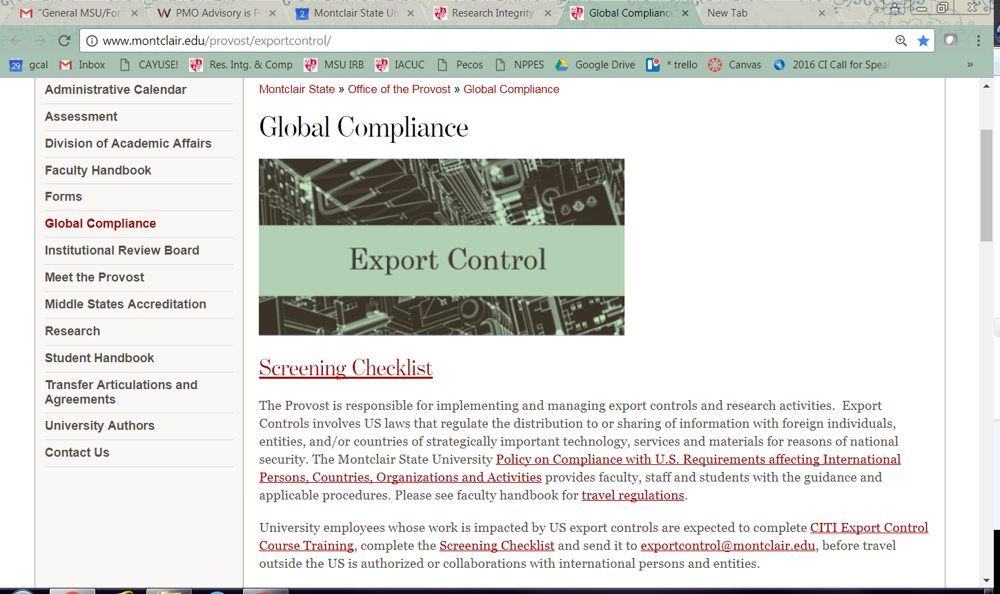 "General MSU/For
PMO Advisory is P
2 Montclair State Un
Research Integrity
Global Compliance
New Tab
www.montclair.edu/provost/exportcontrol/
29 gcal
Inbox
CAYUSE!
Res. Intg. & Comp
MSU IRB
IACUC
Pecos
NPPES
Google Drive
* trello
Canvas
2016 CI Call for Speak
»
Administrative Calendar
Assessment
Division of Academic Affairs
Faculty Handbook
Forms
Global Compliance
Institutional Review Board
Meet the Provost
Middle States Accreditation
Research
Student Handbook
Transfer Articulations and
Agreements
University Authors
Contact Us
Montclair State » Office of the Provost » Global Compliance
Global Compliance
Export Control
Screening Checklist
The Provost is responsible for implementing and managing export controls and research activities.  Export
Controls involves US laws that regulate the distribution to or sharing of information with foreign individuals,
entities, and/or countries of strategically important technology, services and materials for reasons of national
security. The Montclair State University Policy on Compliance with U.S. Requirements affecting International
Persons, Countries, Organizations and Activities provides faculty, staff and students with the guidance and
applicable procedures. Please see faculty handbook for travel regulations.
University employees whose work is impacted by US export controls are expected to complete CITI Export Control
Course Training, complete the Screening Checklist and send it to exportcontrol@montclair.edu, before travel
outside the US is authorized or collaborations with international persons and entities.